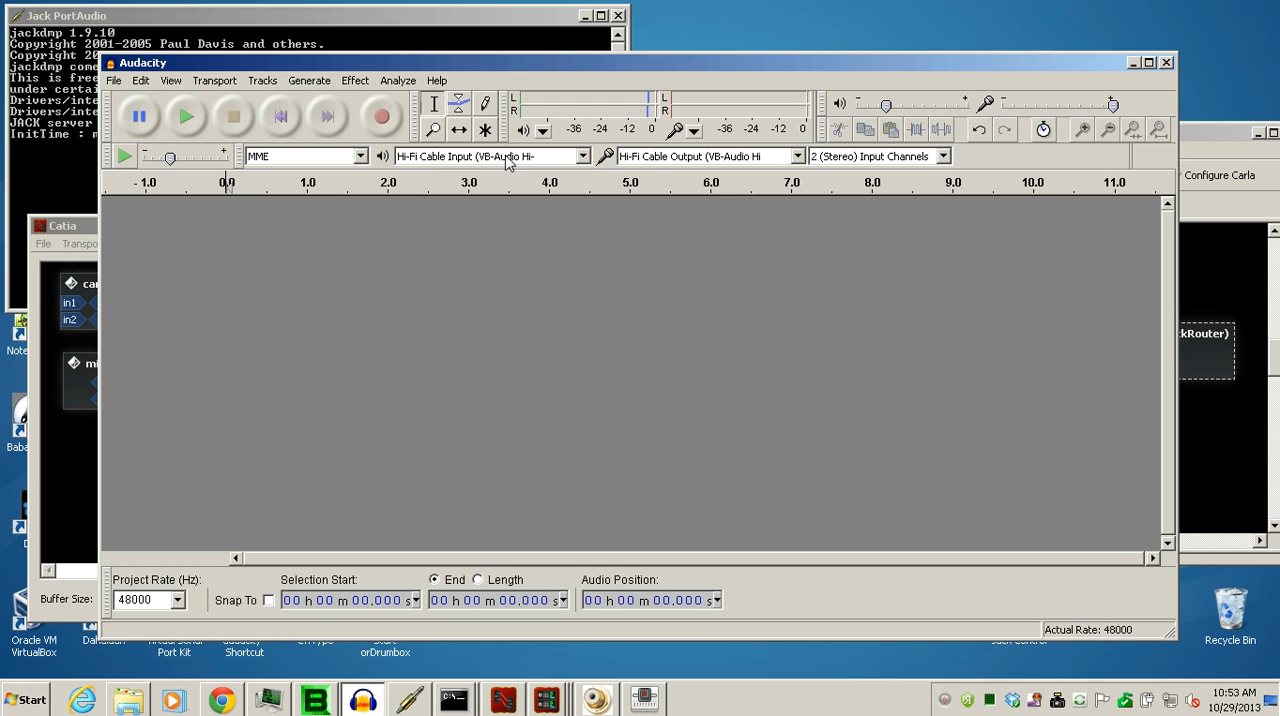 Jack PortAudio
jackdmp 1.9.10
Copyright 2001-2005 Paul Davis and others.
Copyright 20
jackdmp come
This is free
under certai
Drivers/inte
Drivers/inte
JACK server
InitTime : m
Audacity
File Edit View Transport Tracks Generate Effect Analyze Help
L
R
-36 -24 -12 0
L
R
-36 -24 -12
MME
Hi-Fi Cable Input (VB-Audio Hi-
Hi-Fi Cable Output (VB-Audio Hi
2 (Stereo) Input Channels
- 1.0 0.0 1.0 2.0 3.0 4.0 5.0 6.0 7.0 8.0 9.0 10.0 11.0
Configure Carla
Catia
File Transpo
in1
in2
mi
Note
Baba
ckRouter)
Project Rate (Hz):
48000
Snap To
Selection Start:
00 h 00 m 00,000 s
End
Length
00 h 00 m 00,000 s
Audio Position:
00 h 00 m 00,000 s
Buffer Size:
Actual Rate: 48000
Oracle VM
VirtualBox
Port Kit
Shortcut
Start
orDrumbox
Recycle Bin
Start
10:53 AM
10/29/2013